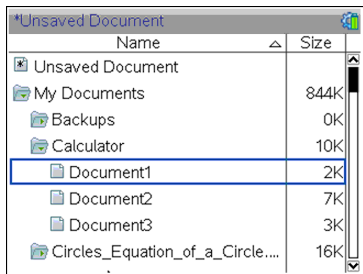 *Unsaved Document
Name Size
Unsaved Document
My Documents 844K
Backups 0K
Calculator 10K
Document1 2K
Document2 7K
Document3 3K
Circles_Equation_of_a_Circle.... 16K